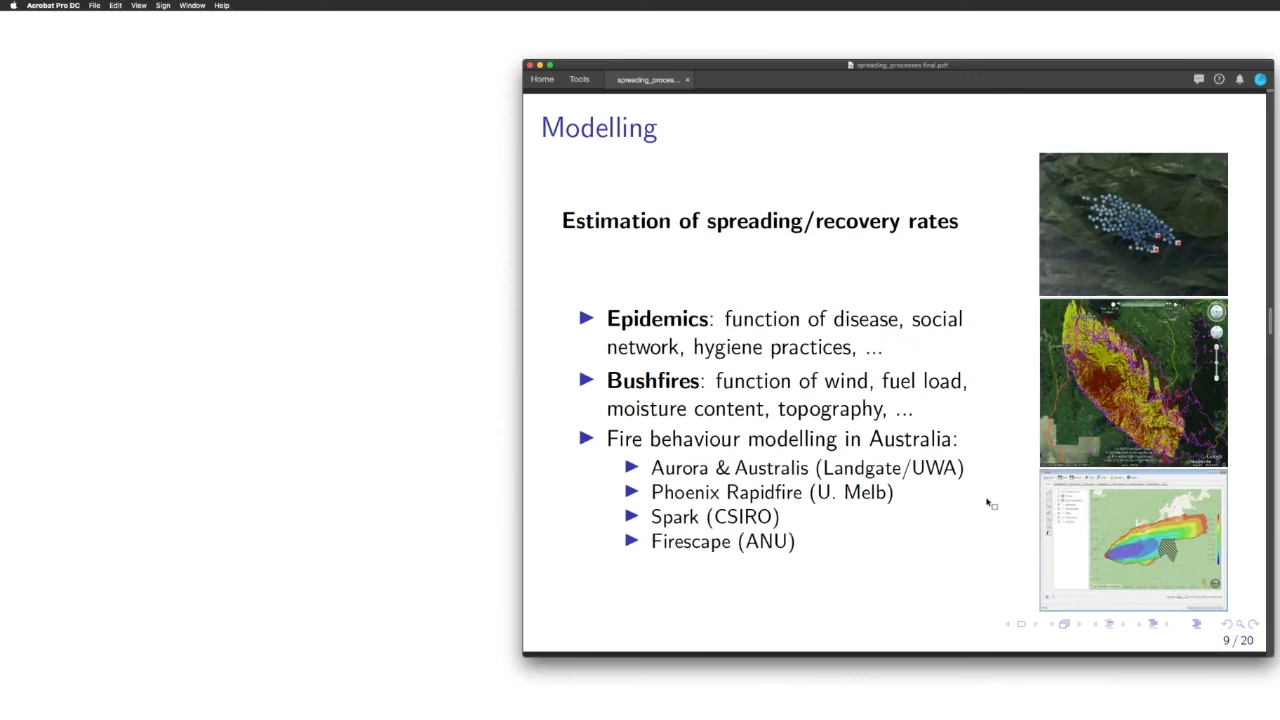 Acrobat Pro DC File Edit View Sign Window Help
spreading_processes final.pdf
Home Tools spreading_proces... ×
Modelling
Estimation of spreading/recovery rates
▶ Epidemics: function of disease, social
network, hygiene practices, ...
▶ Bushfires: function of wind, fuel load,
moisture content, topography, ...
▶ Fire behaviour modelling in Australia:
▶ Aurora & Australis (Landgate/UWA)
▶ Phoenix Rapidfire (U. Melb)
▶ Spark (CSIRO)
▶ Firescape (ANU)
9 / 20